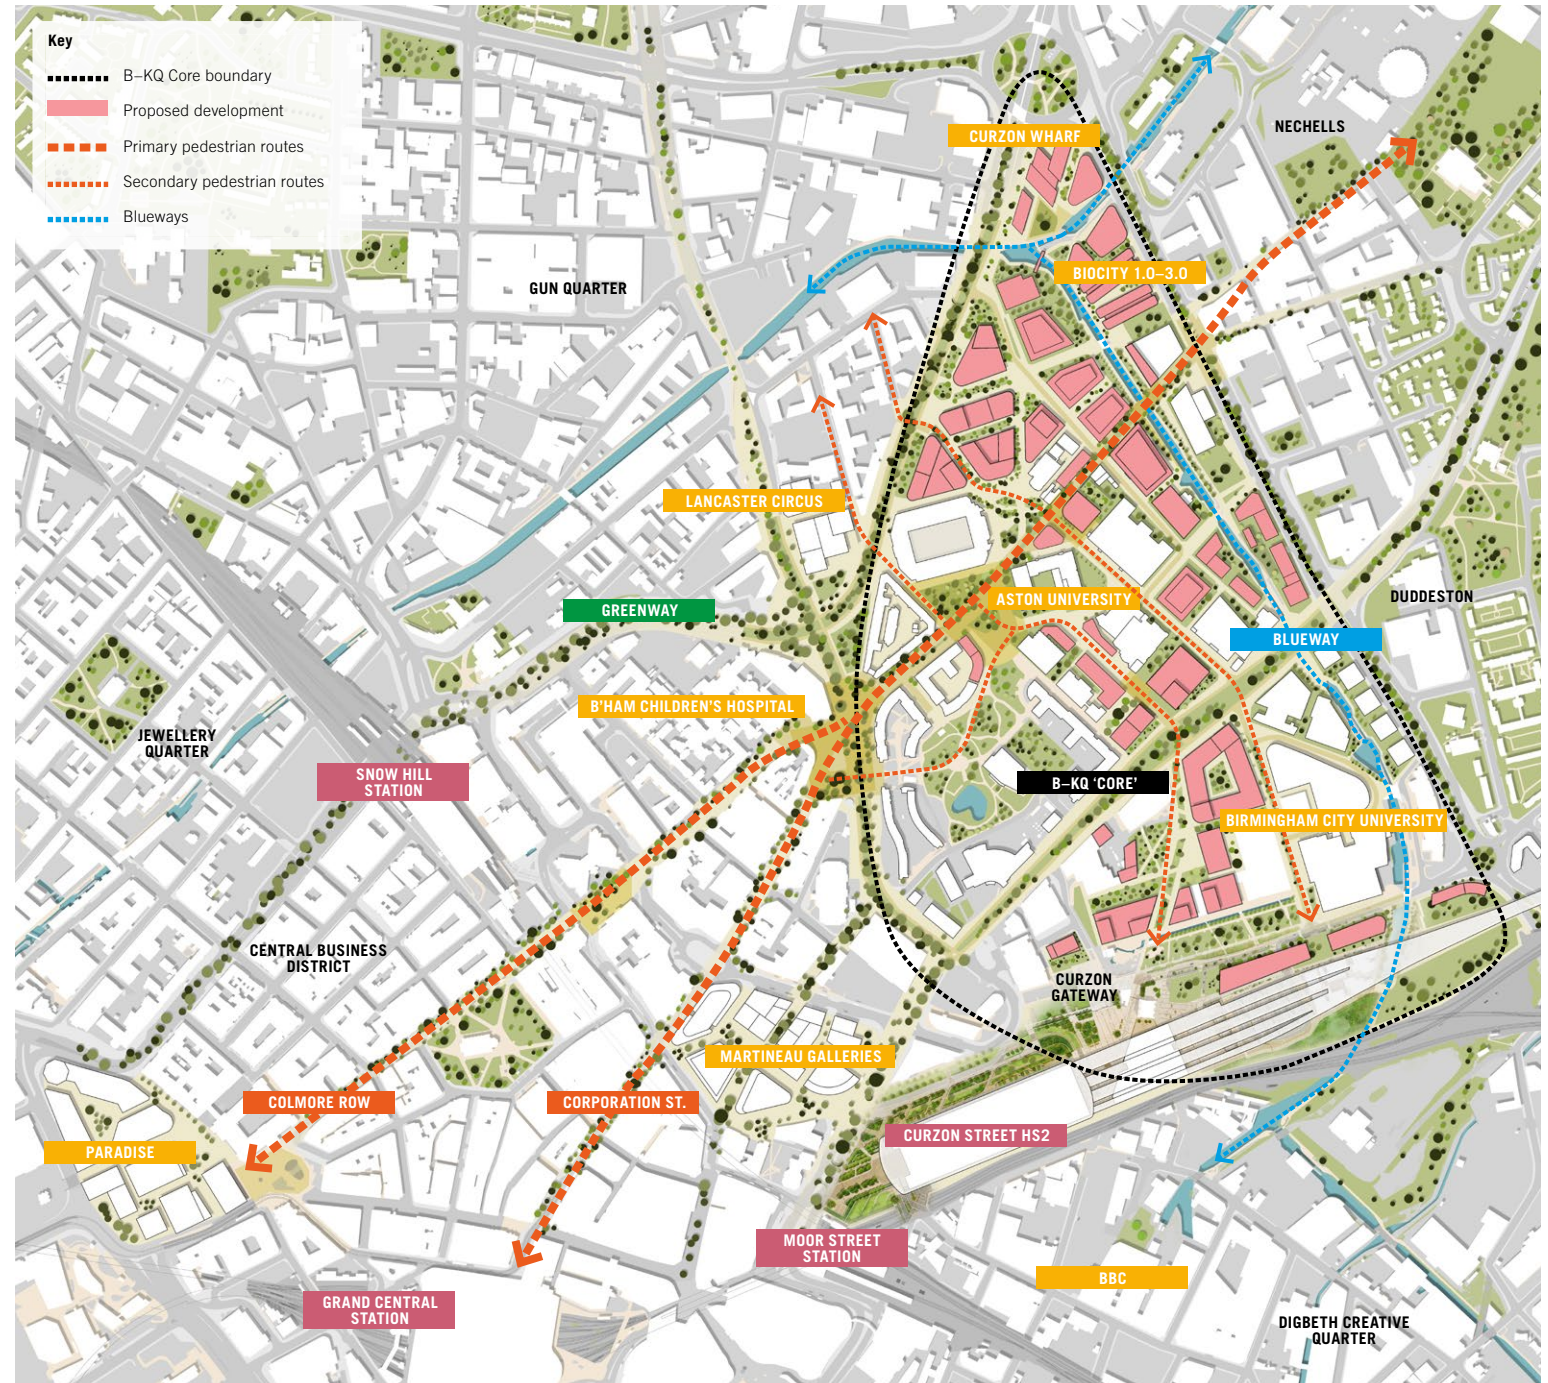 Key
B–KQ Core boundary
Proposed development
Primary pedestrian routes
Secondary pedestrian routes
Blueways
CURZON WHARF
NECHELLS
BIOCITY 1.0–3.0
GUN QUARTER
LANCASTER CIRCUS
ASTON UNIVERSITY
DUDDESTON
GREENWAY
BLUEWAY
B'HAM CHILDREN'S HOSPITAL
JEWELLERY
QUARTER
SNOW HILL
STATION
B–KQ ‘CORE’
BIRMINGHAM CITY UNIVERSITY
CENTRAL BUSINESS
DISTRICT
CURZON
GATEWAY
MARTINEAU GALLERIES
COLMORE ROW
CORPORATION ST.
CURZON STREET HS2
PARADISE
MOOR STREET
STATION
BBC
GRAND CENTRAL
STATION
DIGBETH CREATIVE
QUARTER